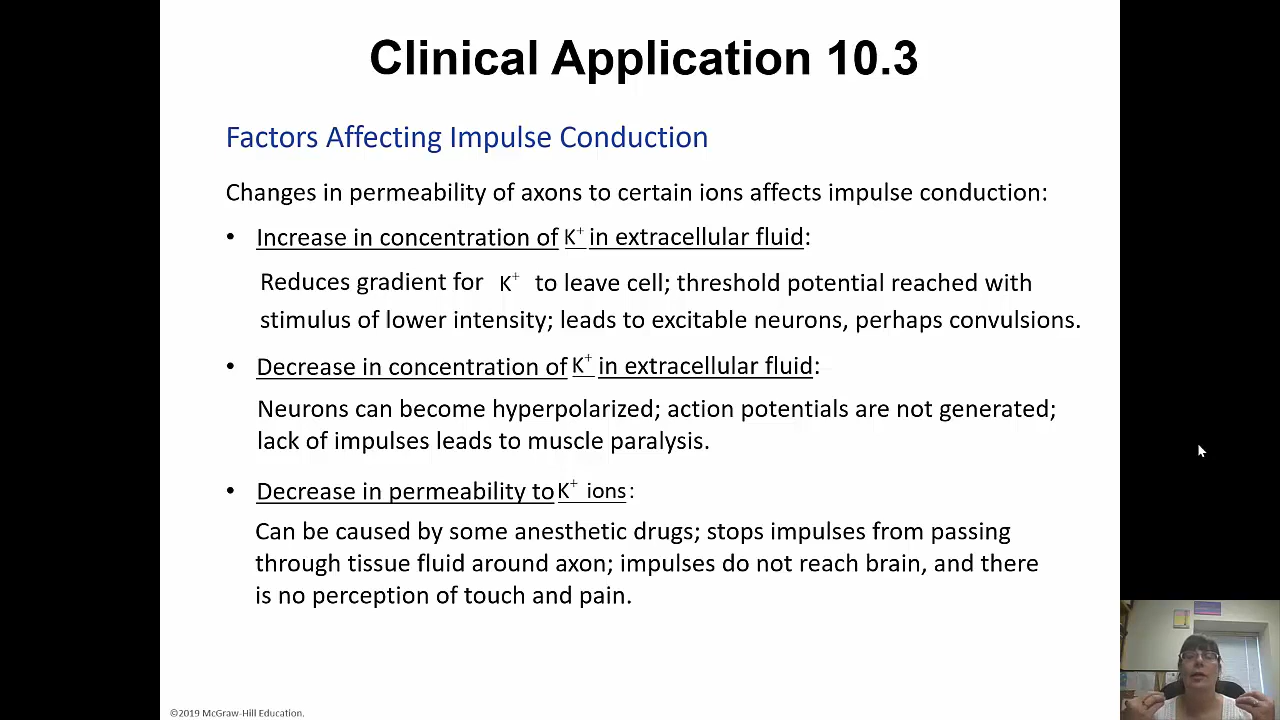 Clinical Application 10.3
Factors Affecting Impulse Conduction
Changes in permeability of axons to certain ions affects impulse conduction:
• Increase in concentration of K⁺ in extracellular fluid:
Reduces gradient for K⁺ to leave cell; threshold potential reached with
stimulus of lower intensity; leads to excitable neurons, perhaps convulsions.
• Decrease in concentration of K⁺ in extracellular fluid:
Neurons can become hyperpolarized; action potentials are not generated;
lack of impulses leads to muscle paralysis.
• Decrease in permeability to K⁺ ions:
Can be caused by some anesthetic drugs; stops impulses from passing
through tissue fluid around axon; impulses do not reach brain, and there
is no perception of touch and pain.
©2019 McGraw-Hill Education.